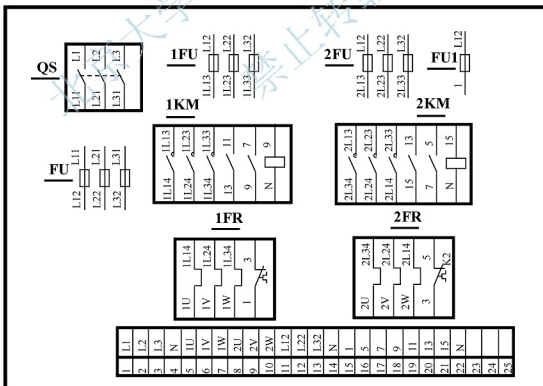 QS
L1 L2 L3
L11 L21 L31
1FU
L12 L22 L32
1L13 1L23 1L33
2FU
L12 L22 L32
2L13 2L23 2L33
FU1
L12
1
FU
L11 L21 L31
L12 L22 L32
1KM
1L13 1L23 1L33 11 7 9
1L14 1L24 1L34 13 9 N
2KM
2L33 2L23 2L13 13 5 15
2L34 2L24 2L14 15 7 N
1FR
1L14 1L24 1L34 3
1U 1V 1W 1
2FR
2L34 2L24 2L14 5
K2
2U 2V 2W 3
L1 L2 L3 N 1U 1V 1W 2U 2V 2W L12 L22 L32 N 1 5 7 9 11 13 15 N
1 2 3 4 5 6 7 8 9 10 11 12 13 14 15 16 17 18 19 20 21 22 23 24 25